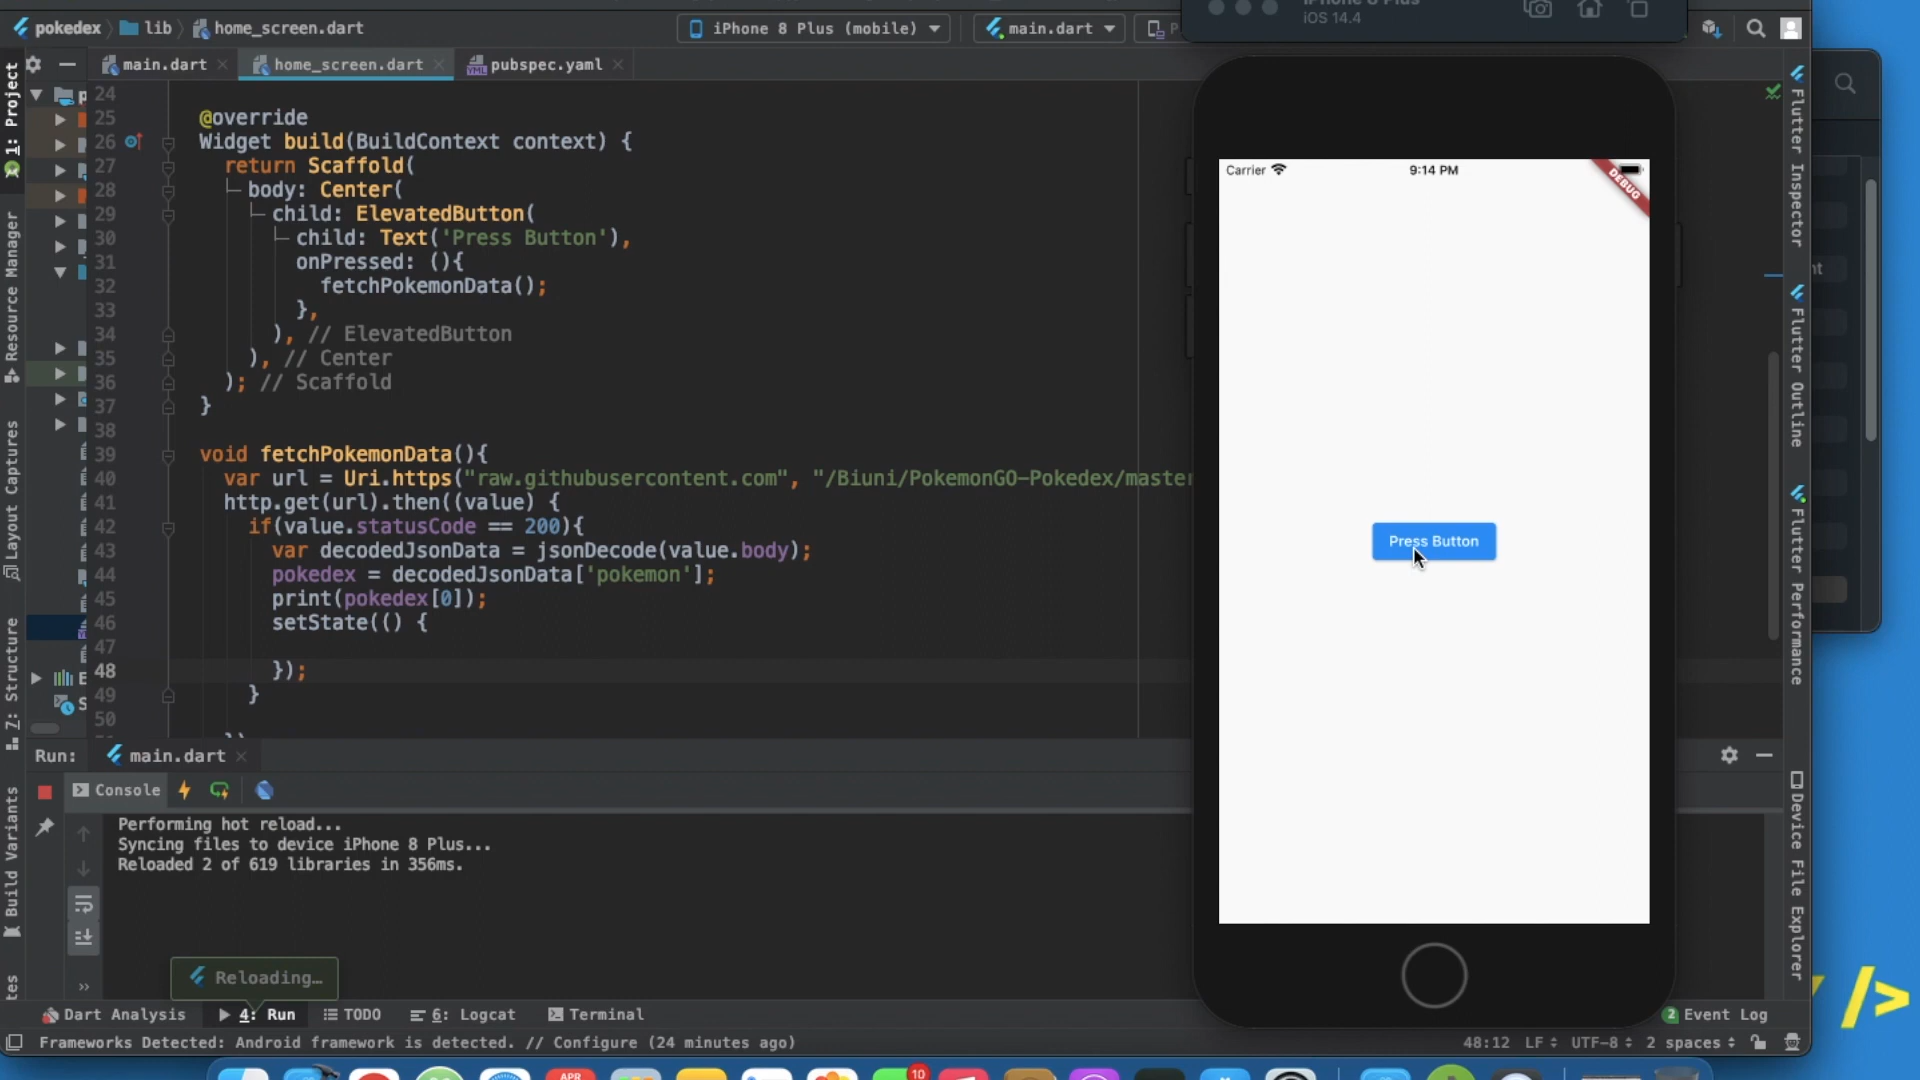 pokedex lib home_screen.dart
iPhone 8 Plus (mobile)
main.dart
iOS 14.4
main.dart
home_screen.dart
pubspec.yaml
24
25 @override
26 Widget build(BuildContext context) {
27 return Scaffold(
28 body: Center(
29 child: ElevatedButton(
30 child: Text('Press Button'),
31 onPressed: (){
32 fetchPokemonData();
33 },
34 ), // ElevatedButton
35 ), // Center
36 ); // Scaffold
37 }
38
39 void fetchPokemonData(){
40 var url = Uri.https("raw.githubusercontent.com", "/Biuni/PokemonGO-Pokedex/master
41 http.get(url).then((value) {
42 if(value.statusCode == 200){
43 var decodedJsonData = jsonDecode(value.body);
44 pokedex = decodedJsonData['pokemon'];
45 print(pokedex[0]);
46 setState(() {
47
48 });
49 }
50
1: Project
Resource Manager
Layout Captures
7: Structure
Build Variants
Carrier
9:14 PM
DEBUG
Press Button
Flutter Inspector
Flutter Outline
Flutter Performance
Device File Explorer
Run:
main.dart
Console
Performing hot reload...
Syncing files to device iPhone 8 Plus...
Reloaded 2 of 619 libraries in 356ms.
Reloading…
Dart Analysis
4: Run
TODO
6: Logcat
Terminal
2 Event Log
Frameworks Detected: Android framework is detected. // Configure (24 minutes ago)
48:12 LF UTF-8 2 spaces
APR
10
/>